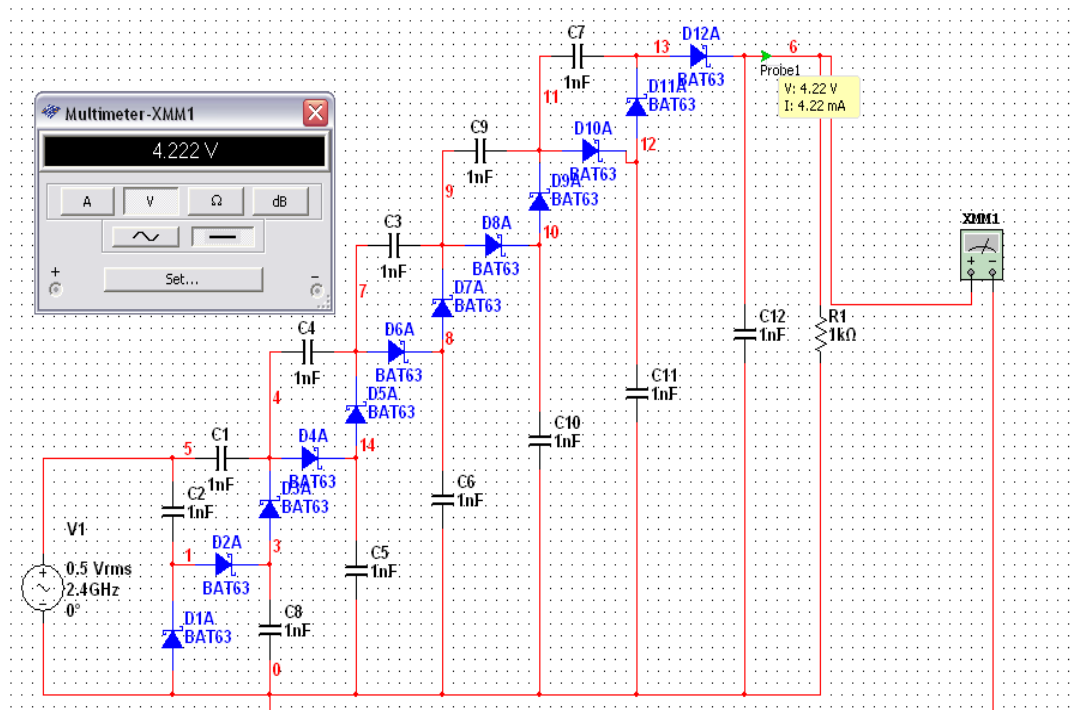 Multimeter-XMM1
4.222 V
A
V
Ω
dB
Set...
+
-
C7
1nF
13
D12A
BAT63
6
Probe1
V: 4.22 V
I: 4.22 mA
11
D11A
BAT63
C9
1nF
D10A
BAT63
12
9
D9A
BAT63
C3
1nF
D8A
BAT63
10
XMM1
+
-
7
D7A
BAT63
C4
1nF
D6A
BAT63
8
C12
1nF
R1
1kΩ
4
D5A
BAT63
C11
1nF
5
C1
1nF
D4A
BAT63
14
C10
1nF
C2
1nF
D3A
BAT63
C6
1nF
V1
0.5 Vrms
2.4GHz
0°
1
D2A
BAT63
3
C5
1nF
D1A
BAT63
C8
1nF
0